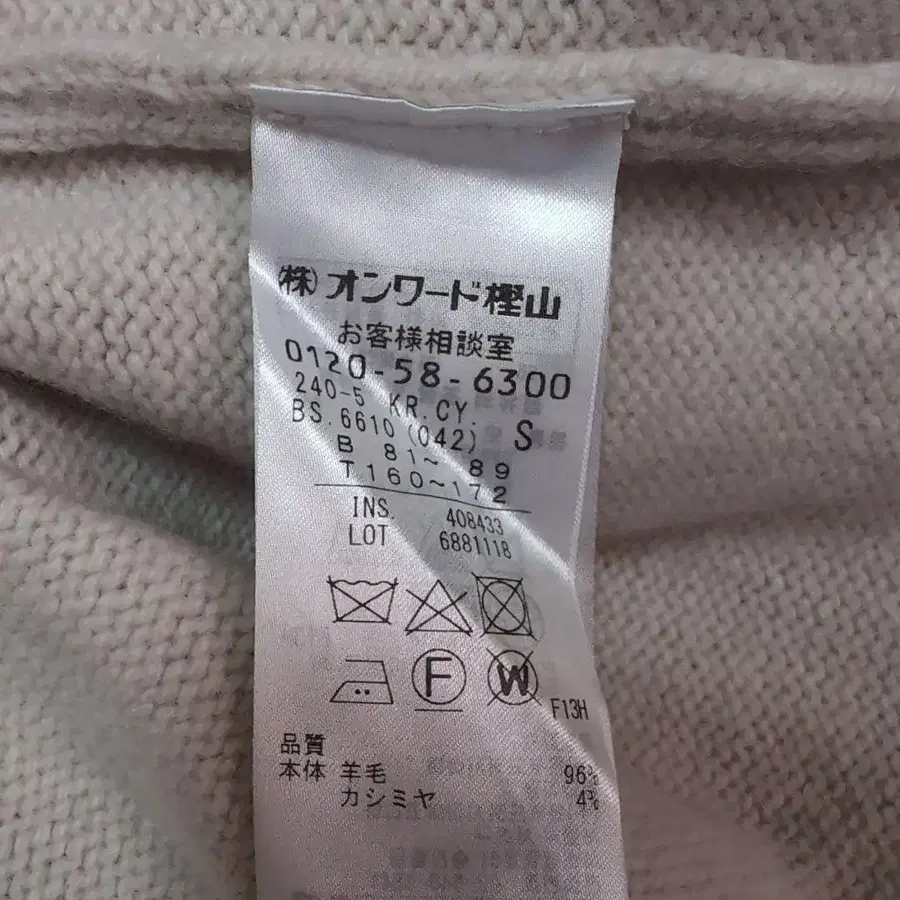 (株)オンワード樫山
お客様相談室
0120-58-6300
240-5 KR.CY.
BS.6610(042) S
B 81~ 89
T160~172
INS. 408433
LOT 6881118
F
W
F13H
品質
本体 羊毛 96%
カシミヤ 4%